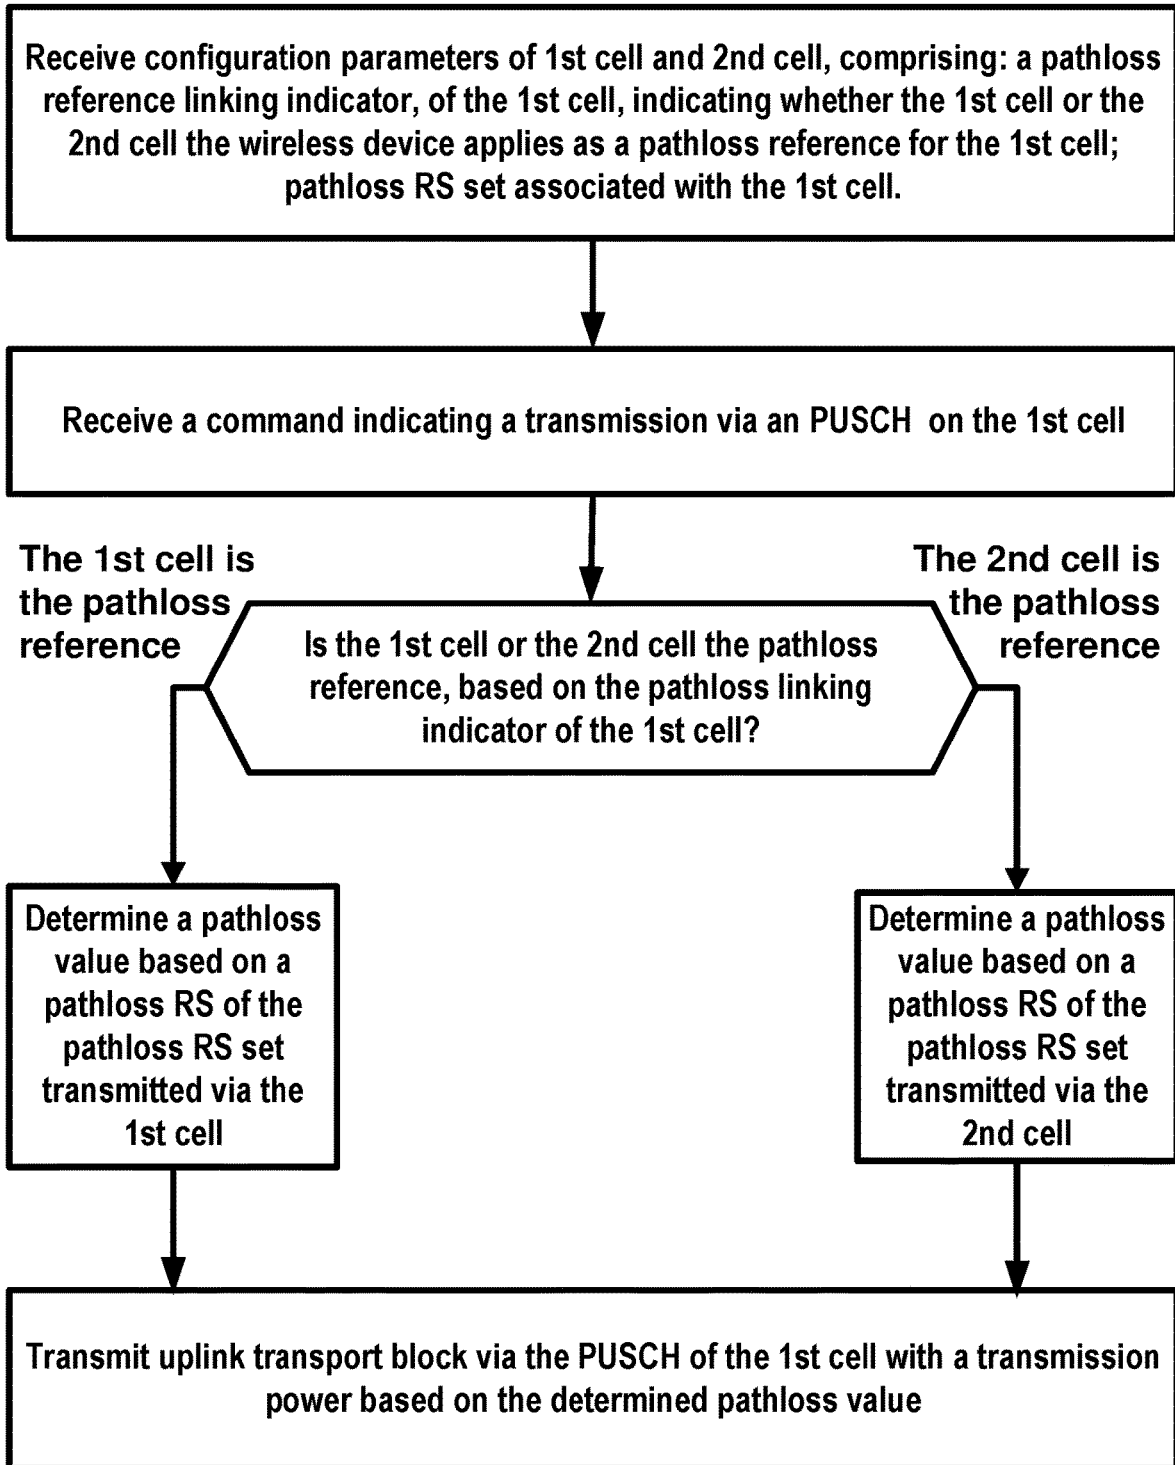 Receive configuration parameters of 1st cell and 2nd cell, comprising: a pathloss
reference linking indicator, of the 1st cell, indicating whether the 1st cell or the
2nd cell the wireless device applies as a pathloss reference for the 1st cell;
pathloss RS set associated with the 1st cell.
Receive a command indicating a transmission via an PUSCH on the 1st cell
The 1st cell is
the pathloss
reference
The 2nd cell is
the pathloss
reference
Is the 1st cell or the 2nd cell the pathloss
reference, based on the pathloss linking
indicator of the 1st cell?
Determine a pathloss
value based on a
pathloss RS of the
pathloss RS set
transmitted via the
1st cell
Determine a pathloss
value based on a
pathloss RS of the
pathloss RS set
transmitted via the
2nd cell
Transmit uplink transport block via the PUSCH of the 1st cell with a transmission
power based on the determined pathloss value